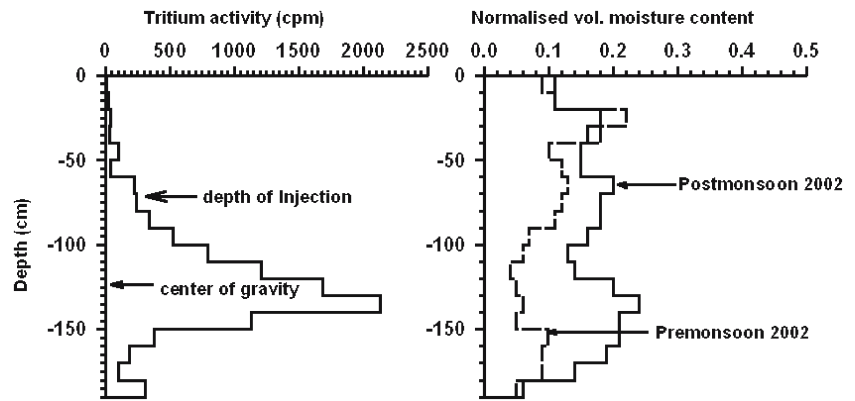 Tritium activity (cpm)
0 500 1000 1500 2000 2500
0
-50
-100
-150
Depth (cm)
depth of Injection
center of gravity
Normalised vol. moisture content
0.0 0.1 0.2 0.3 0.4 0.5
0
-50
-100
-150
Postmonsoon 2002
Premonsoon 2002